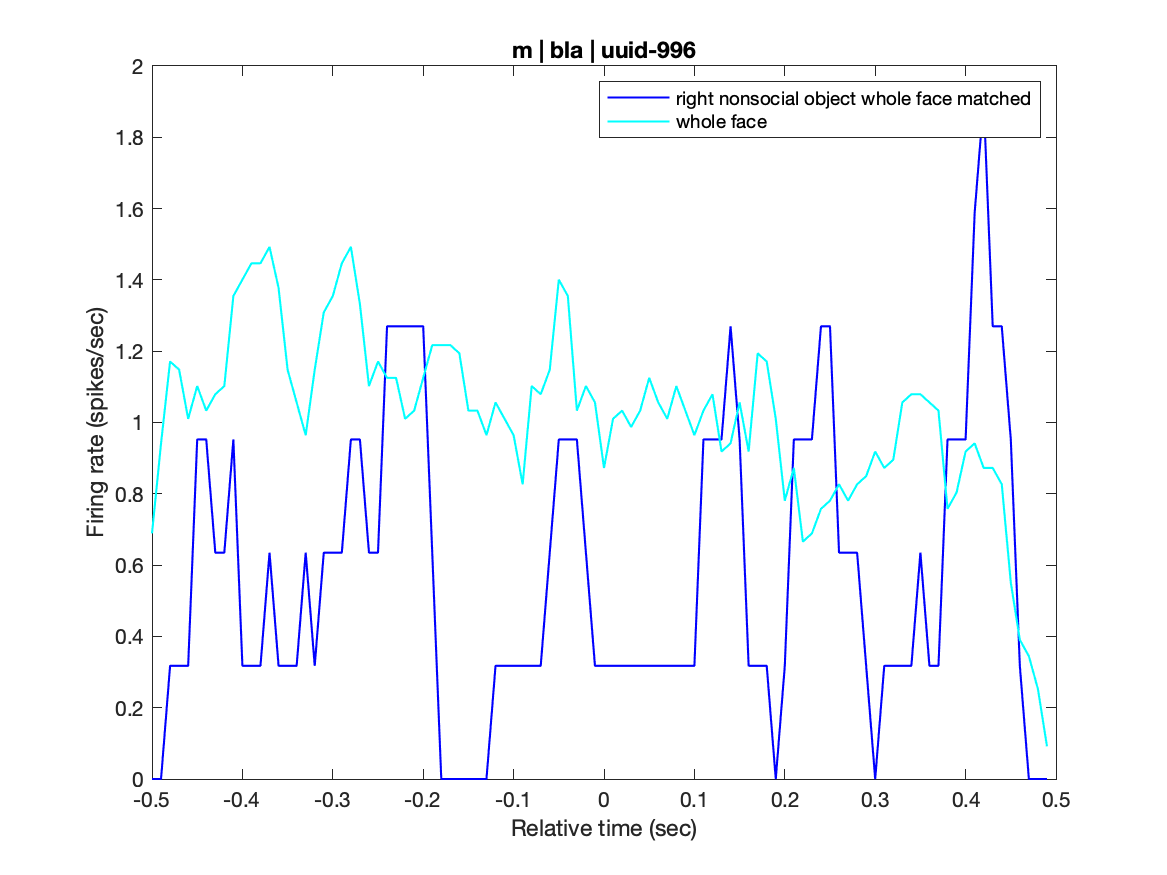 m | bla | uuid-996
right nonsocial object whole face matched
whole face
2
1.8
1.6
1.4
1.2
1
0.8
0.6
0.4
0.2
0
Firing rate (spikes/sec)
-0.5 -0.4 -0.3 -0.2 -0.1 0 0.1 0.2 0.3 0.4 0.5
Relative time (sec)